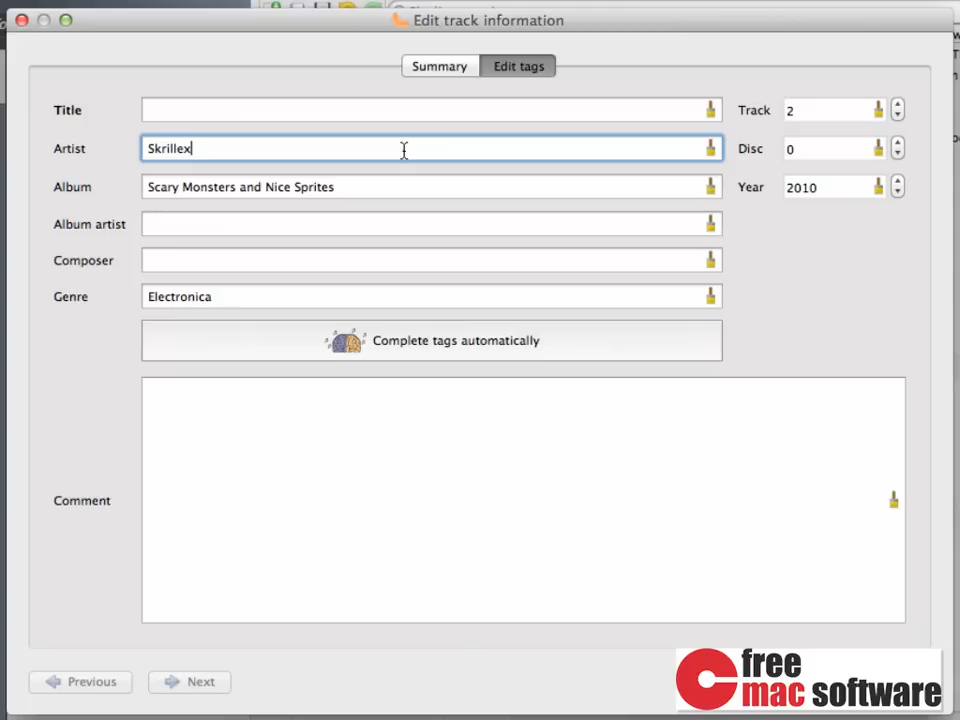 Edit track information
Summary
Edit tags
Title
Track 2
Artist Skrillex
Disc 0
Album Scary Monsters and Nice Sprites
Year 2010
Album artist
Composer
Genre Electronica
Complete tags automatically
Comment
Previous
Next
free
mac software